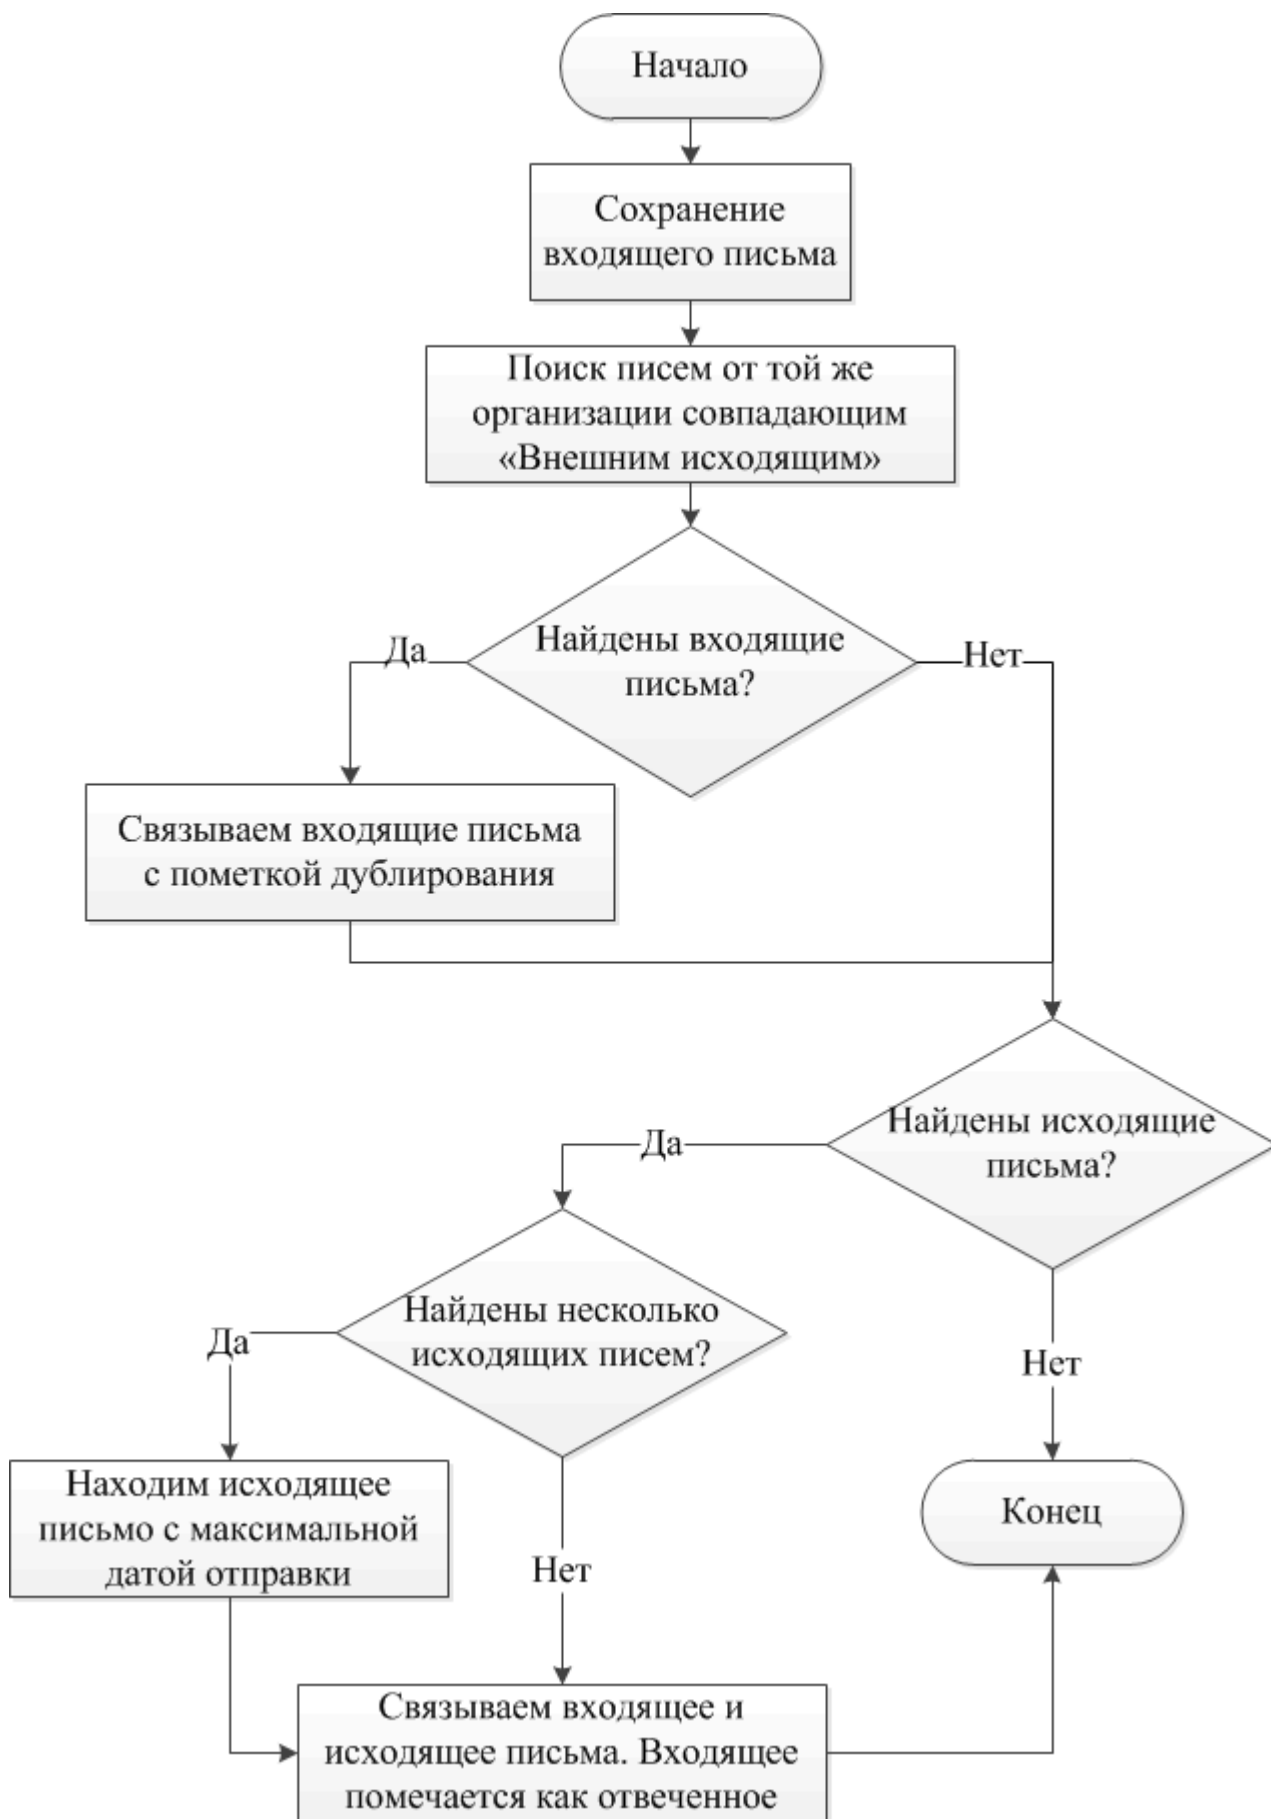 Начало
Сохранение
входящего письма
Поиск писем от той же
организации совпадающим
«Внешним исходящим»
Найдены входящие
письма?
Да
Нет
Связываем входящие письма
с пометкой дублирования
Найдены исходящие
письма?
Да
Нет
Найдены несколько
исходящих писем?
Да
Нет
Находим исходящее
письмо с максимальной
датой отправки
Конец
Связываем входящее и
исходящее письма. Входящее
помечается как отвеченное